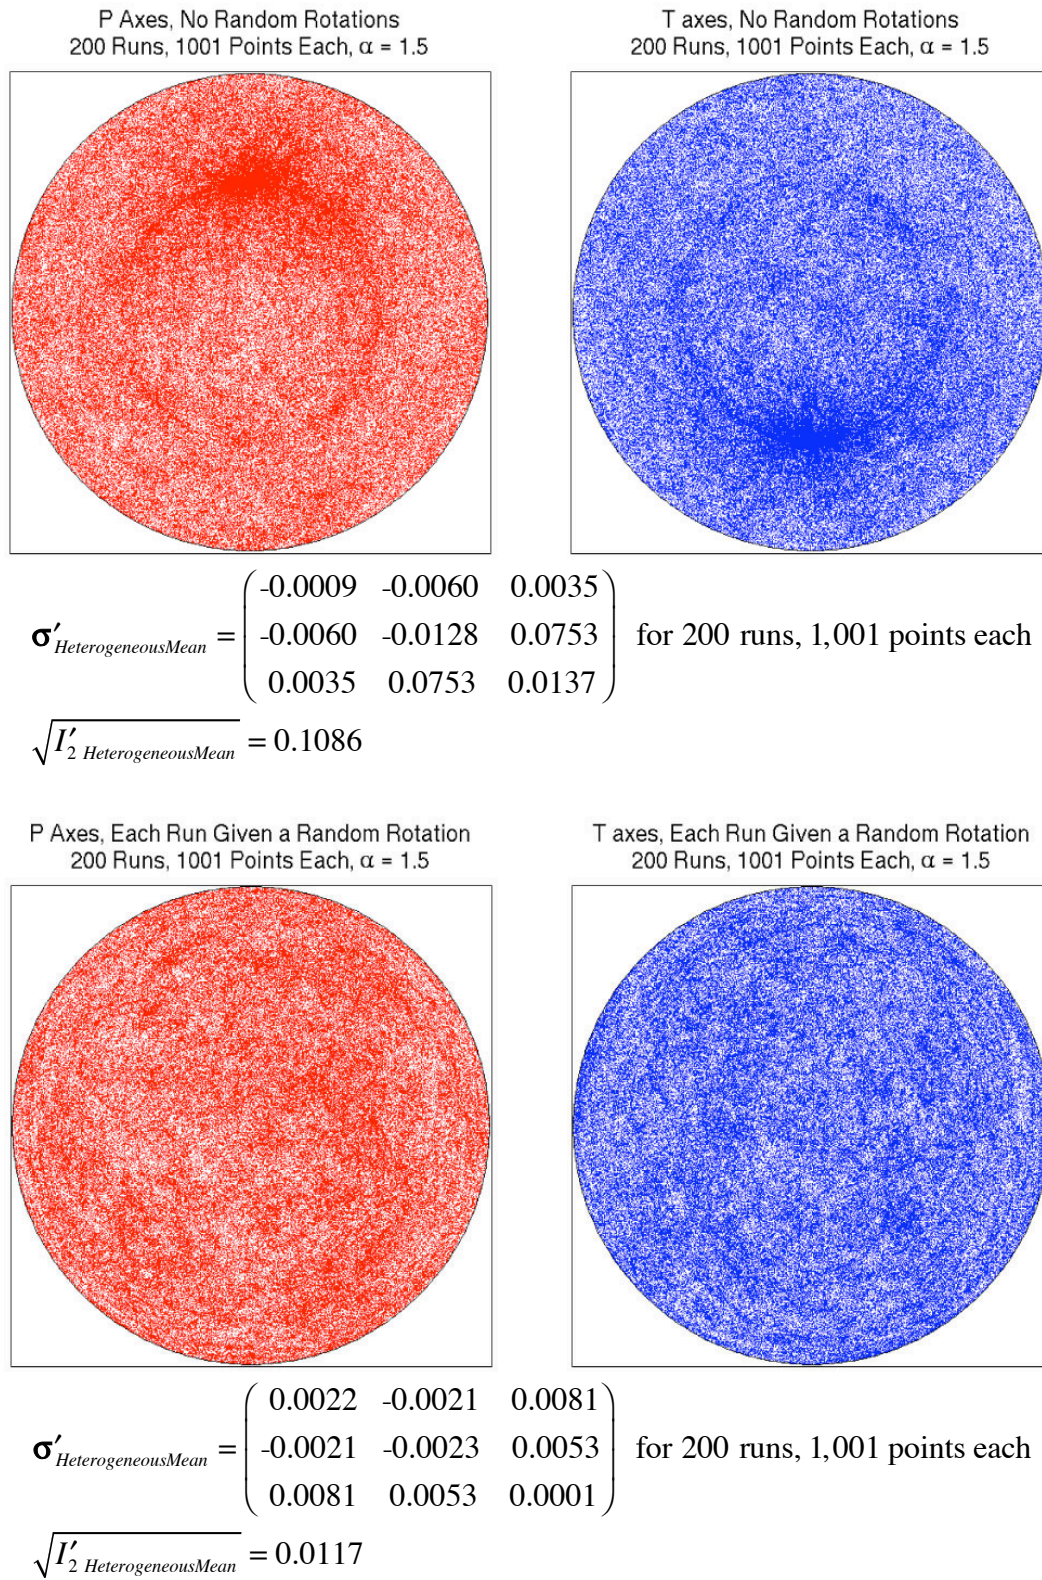 P Axes, No Random Rotations
200 Runs, 1001 Points Each, α = 1.5
T axes, No Random Rotations
200 Runs, 1001 Points Each, α = 1.5
σ′HeterogeneousMean = ( -0.0009 -0.0060 0.0035
-0.0060 -0.0128 0.0753
0.0035 0.0753 0.0137 ) for 200 runs, 1,001 points each
√I′2 HeterogeneousMean = 0.1086
P Axes, Each Run Given a Random Rotation
200 Runs, 1001 Points Each, α = 1.5
T axes, Each Run Given a Random Rotation
200 Runs, 1001 Points Each, α = 1.5
σ′HeterogeneousMean = ( 0.0022 -0.0021 0.0081
-0.0021 -0.0023 0.0053
0.0081 0.0053 0.0001 ) for 200 runs, 1,001 points each
√I′2 HeterogeneousMean = 0.0117